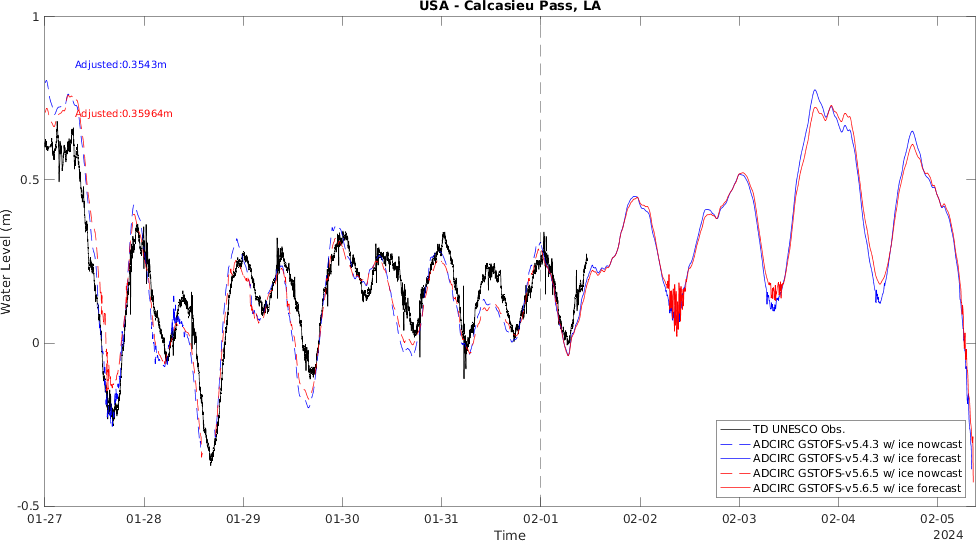 USA - Calcasieu Pass, LA
1
Adjusted:0.3543m
Adjusted:0.35964m
0.5
Water Level (m)
0
TD UNESCO Obs.
ADCIRC GSTOFS-v5.4.3 w/ ice nowcast
ADCIRC GSTOFS-v5.4.3 w/ ice forecast
ADCIRC GSTOFS-v5.6.5 w/ ice nowcast
ADCIRC GSTOFS-v5.6.5 w/ ice forecast
-0.5
01-27 01-28 01-29 01-30 01-31 02-01 02-02 02-03 02-04 02-05
Time
2024